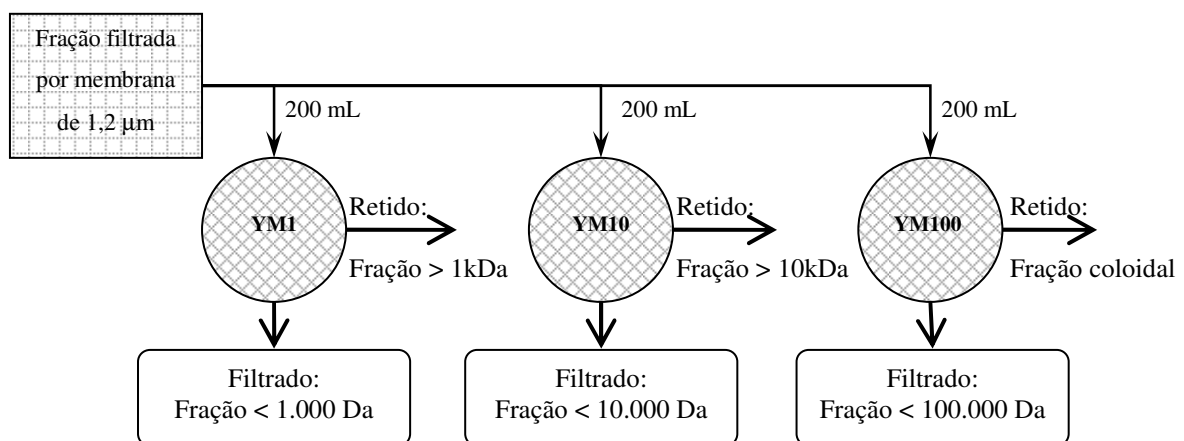 Fração filtrada
por membrana
de 1,2 μm
200 mL
200 mL
200 mL
YM1
Retido:
Fração > 1kDa
YM10
Retido:
Fração > 10kDa
YM100
Retido:
Fração coloidal
Filtrado:
Fração < 1.000 Da
Filtrado:
Fração < 10.000 Da
Filtrado:
Fração < 100.000 Da